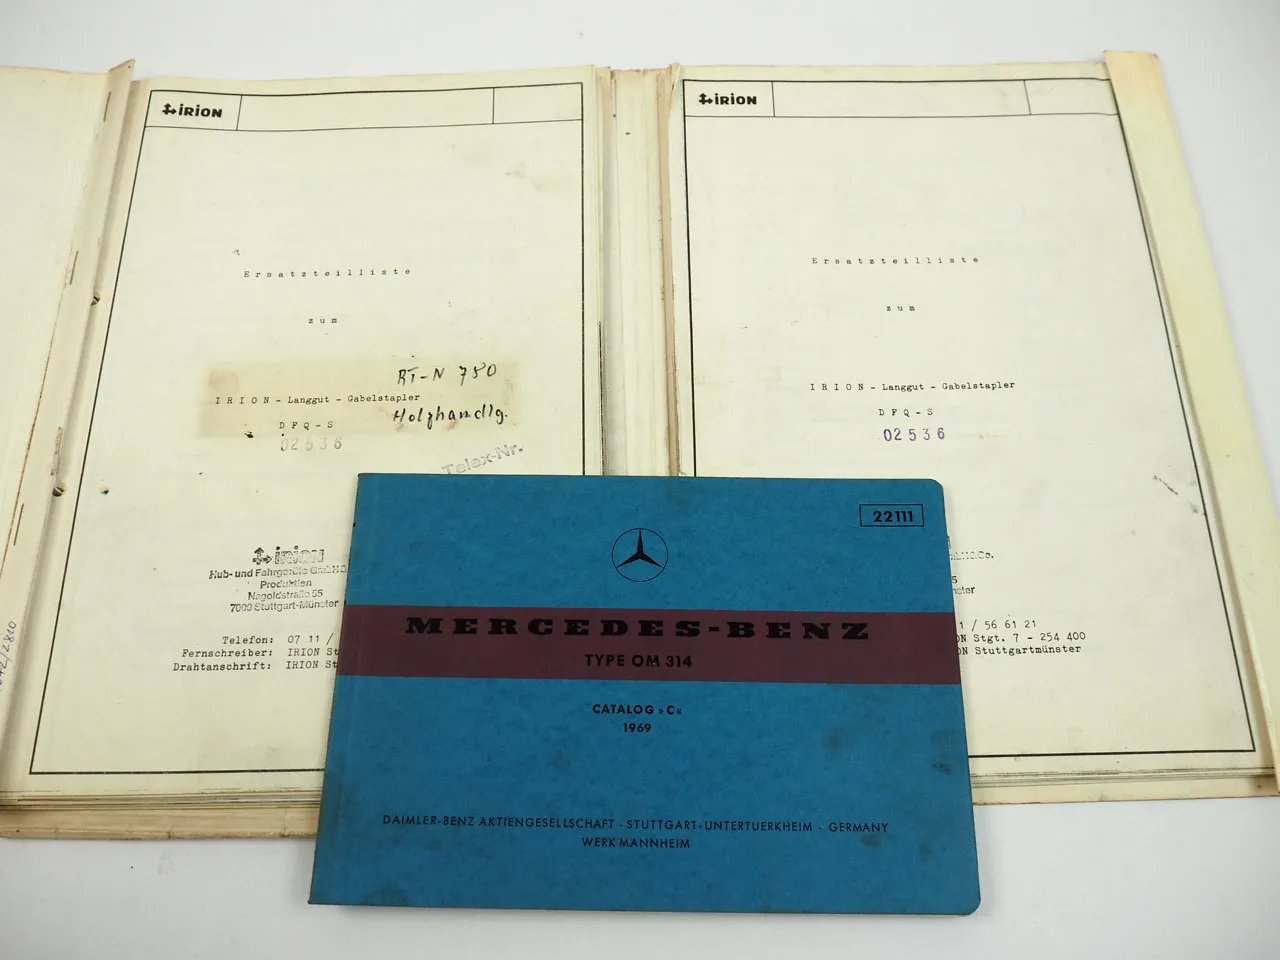 IRION
Ersatzteilliste
zum
RT-N 780
IRION - Langgut - Gabelstapler
Holzhandlg.
DFQ-S
02536
Telex-Nr.
IRION
Hub- und Fahrgeräte GmbH
Produktion
Nagoldstraße 55
7000 Stuttgart-Münster
Telefon: 07 11 /
Fernschreiber: IRION St
Drahtanschrift: IRION St
IRION
Ersatzteilliste
zum
IRION - Langgut - Gabelstapler
DFQ-S
02536
1 / 56 61 21
ON Stgt. 7 - 254 400
ON Stuttgartmünster
22111
MERCEDES-BENZ
TYPE OM 314
CATALOG »C«
1969
DAIMLER-BENZ AKTIENGESELLSCHAFT · STUTTGART-UNTERTUERKHEIM · GERMANY
WERK MANNHEIM